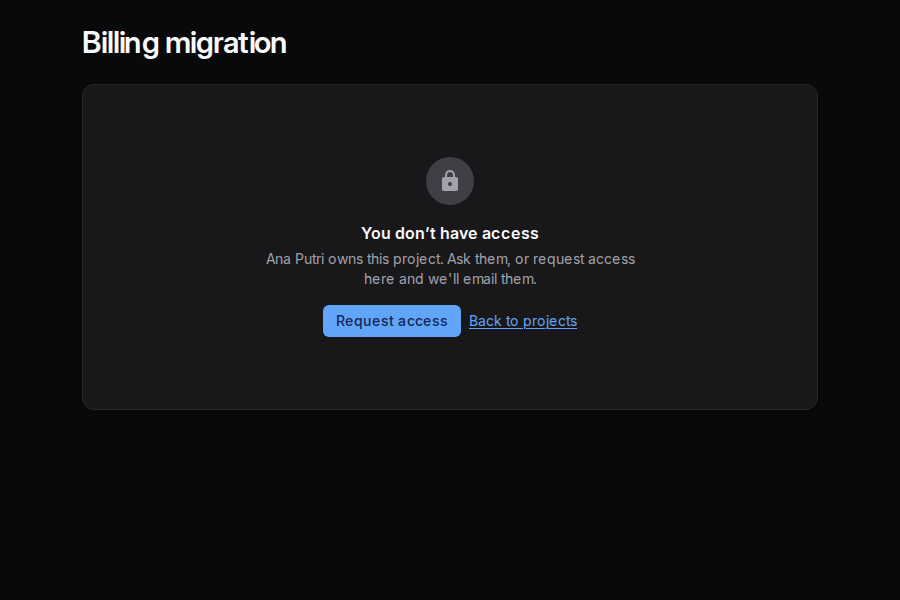 Billing migration
You don’t have access
Ana Putri owns this project. Ask them, or request access
here and we'll email them.
Request access
Back to projects